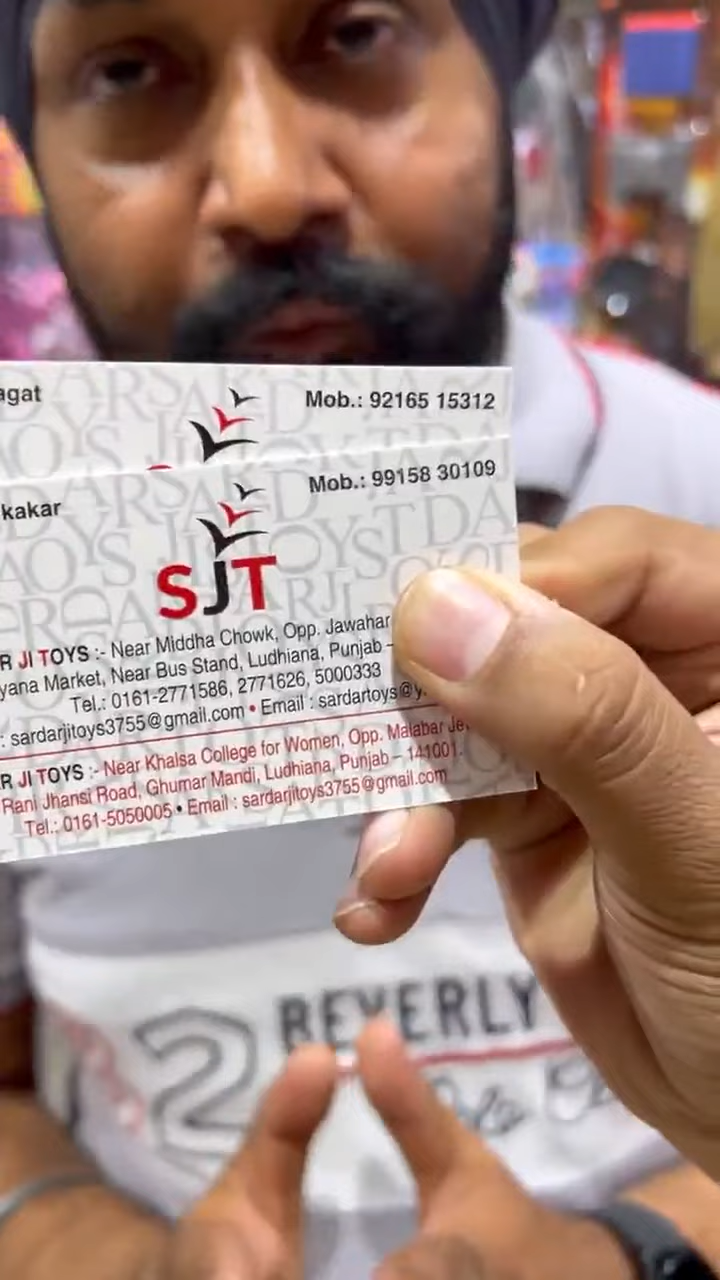 agat
Mob.: 92165 15312
kakar
Mob.: 99158 30109
SJT
R JI TOYS :- Near Middha Chowk, Opp. Jawahar
yana Market, Near Bus Stand, Ludhiana, Punjab –
Tel.: 0161-2771586, 2771626, 5000333
: sardarjitoys3755@gmail.com • Email : sardartoys@y
R JI TOYS :- Near Khalsa College for Women, Opp. Malabar Je
Rani Jhansi Road, Ghumar Mandi, Ludhiana, Punjab – 141001.
Tel.: 0161-5050005 • Email : sardarjitoys3755@gmail.com
2 BEVERLY